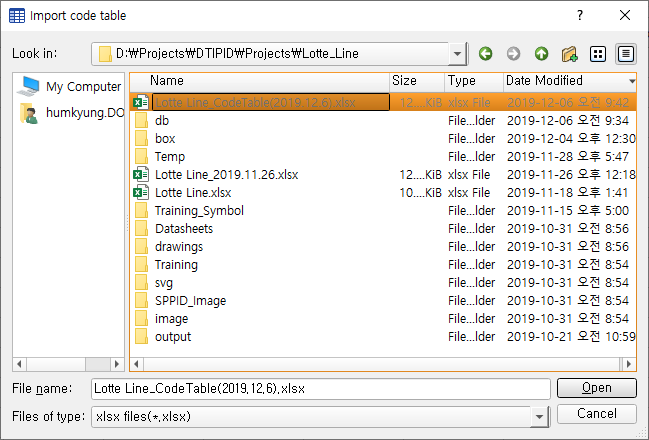 Import code table
Look in: D:₩Projects₩DTIPID₩Projects₩Lotte_Line
My Computer
humkyung.DO
Name Size Type Date Modified
Lotte Line_CodeTable(2019.12.6).xlsx 12....KiB xlsx File 2019-12-06 오전 9:42
db File...lder 2019-12-06 오전 9:34
box File...lder 2019-12-04 오후 12:30
Temp File...lder 2019-11-28 오후 5:47
Lotte Line_2019.11.26.xlsx 12....KiB xlsx File 2019-11-26 오후 12:18
Lotte Line.xlsx 10....KiB xlsx File 2019-11-18 오후 1:41
Training_Symbol File...lder 2019-11-15 오후 5:00
Datasheets File...lder 2019-10-31 오전 8:56
drawings File...lder 2019-10-31 오전 8:56
Training File...lder 2019-10-31 오전 8:54
svg File...lder 2019-10-31 오전 8:54
SPPID_Image File...lder 2019-10-31 오전 8:54
image File...lder 2019-10-31 오전 8:54
output File...lder 2019-10-21 오전 10:59
File name: Lotte Line_CodeTable(2019.12.6).xlsx Open
Files of type: xlsx files(*.xlsx) Cancel